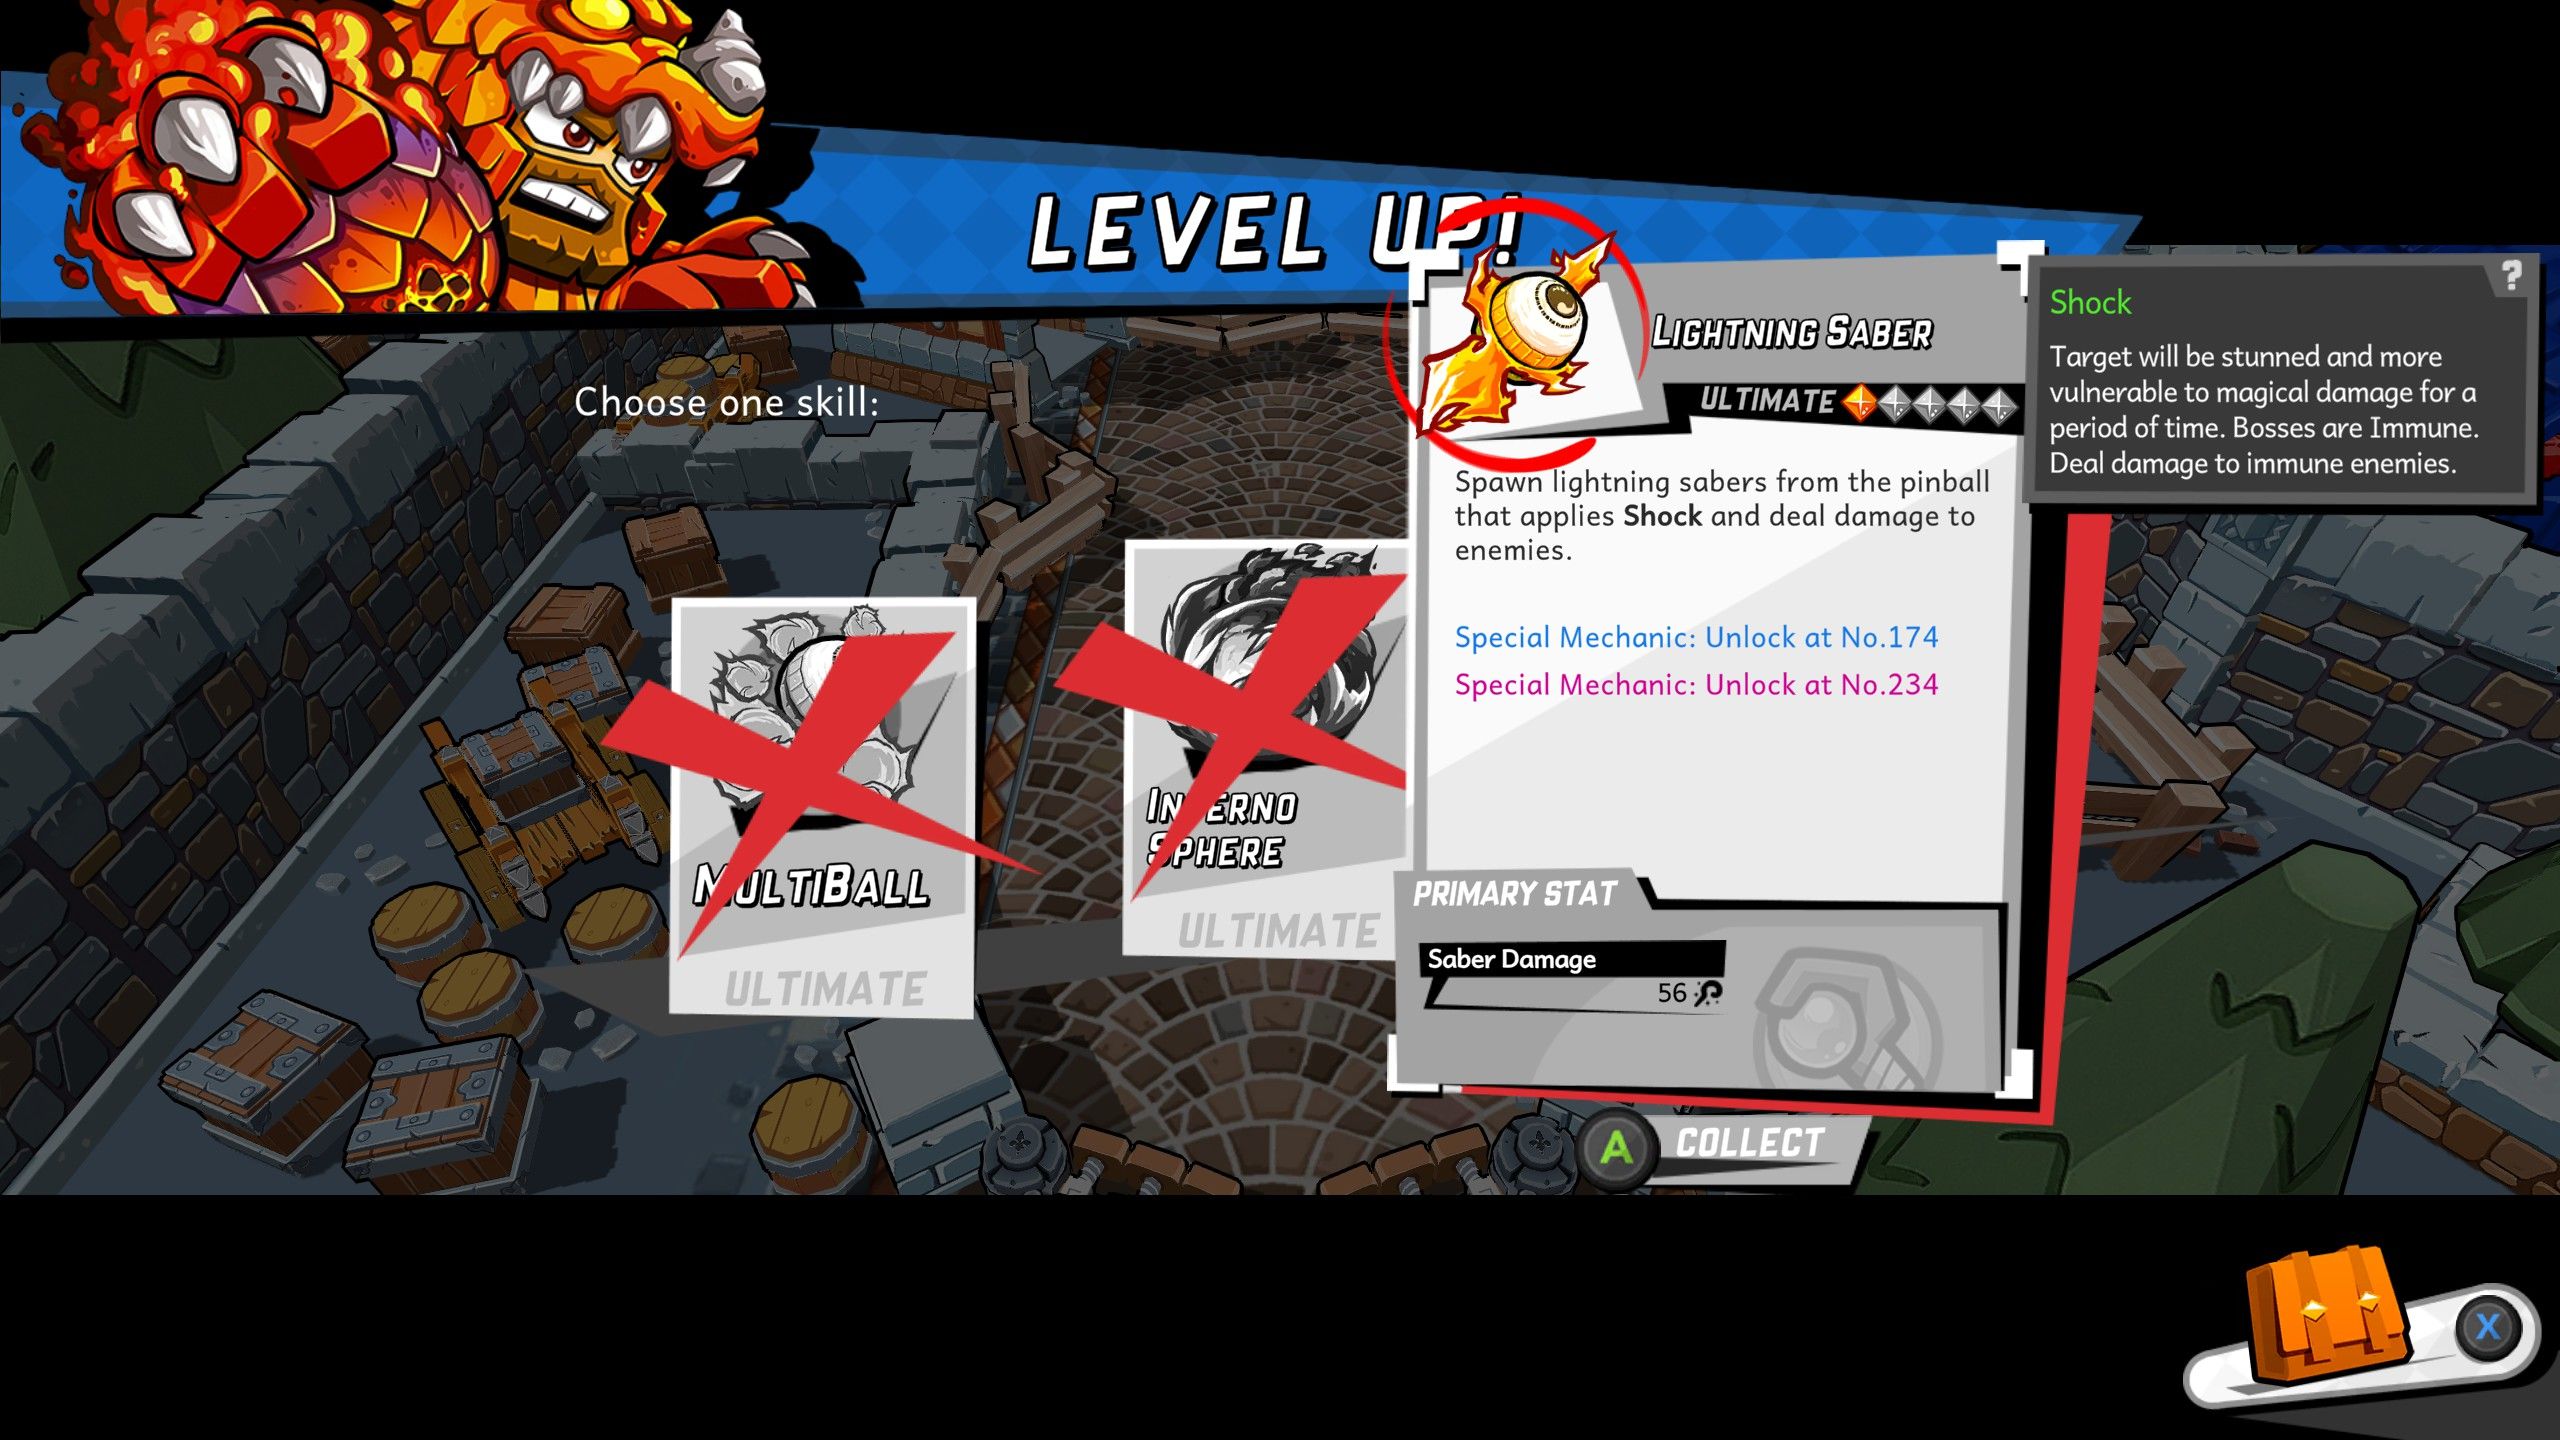 LEVEL UP!
Choose one skill:
MULTIBALL
ULTIMATE
INFERNO
SPHERE
ULTIMATE
LIGHTNING SABER
ULTIMATE
Spawn lightning sabers from the pinball
that applies Shock and deal damage to
enemies.
Special Mechanic: Unlock at No.174
Special Mechanic: Unlock at No.234
PRIMARY STAT
Saber Damage
56
A COLLECT
?
Shock
Target will be stunned and more
vulnerable to magical damage for a
period of time. Bosses are Immune.
Deal damage to immune enemies.
X